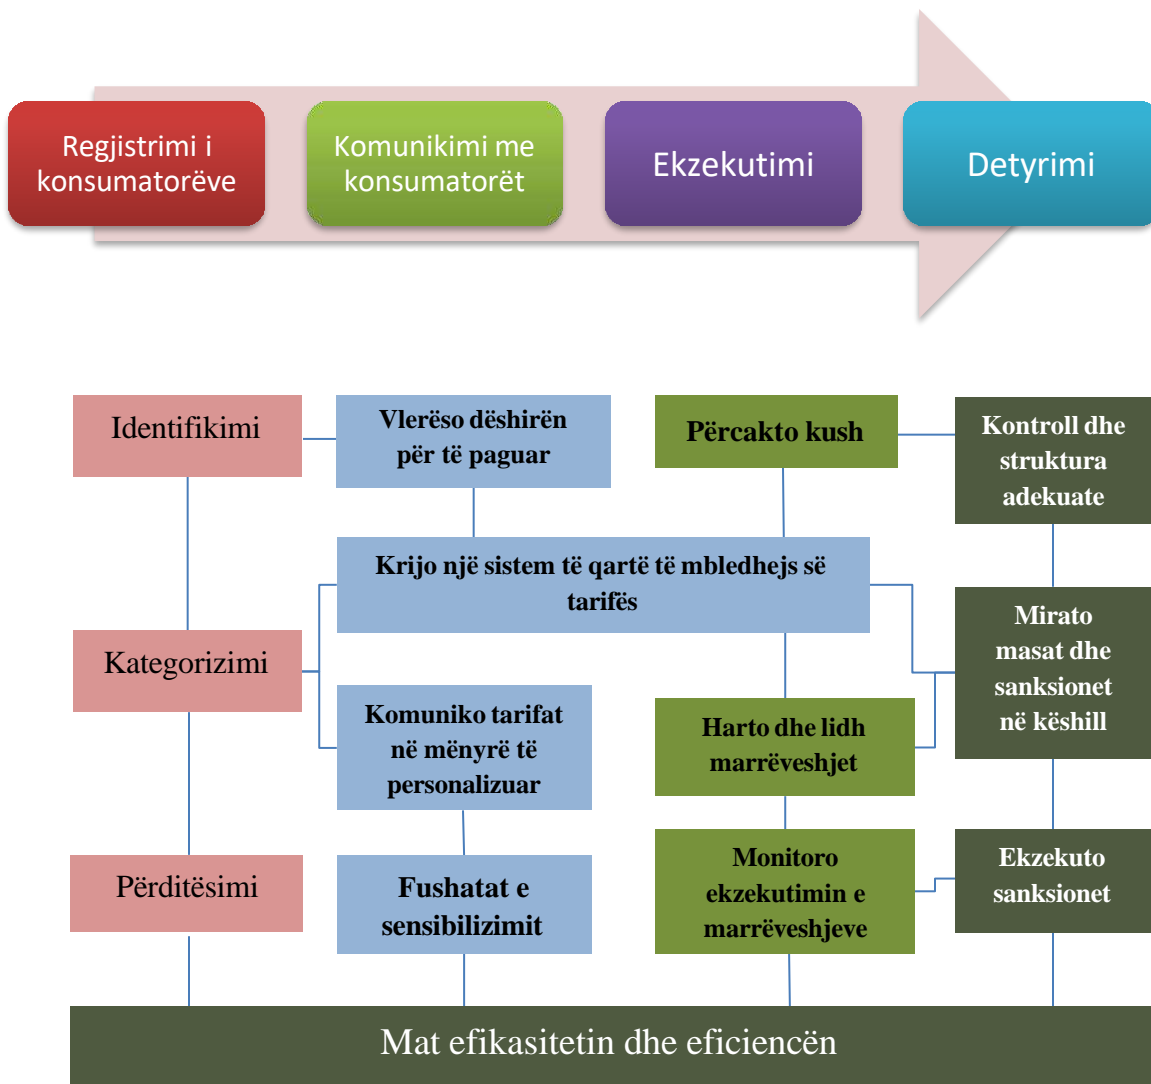 Regjistrimi i
konsumatorëve
Komunikimi me
konsumatorët
Ekzekutimi
Detyrimi
Identifikimi
Vlerëso dëshirën
për të paguar
Përcakto kush
Kontroll dhe
struktura
adekuate
Krijo një sistem të qartë të mbledhejs së
tarifës
Kategorizimi
Mirato
masat dhe
sanksionet
në këshill
Komuniko tarifat
në mënyrë të
personalizuar
Harto dhe lidh
marrëveshjet
Përditësimi
Fushatat e
sensibilizimit
Monitoro
ekzekutimin e
marrëveshjeve
Ekzekuto
sanksionet
Mat efikasitetin dhe eficiencën